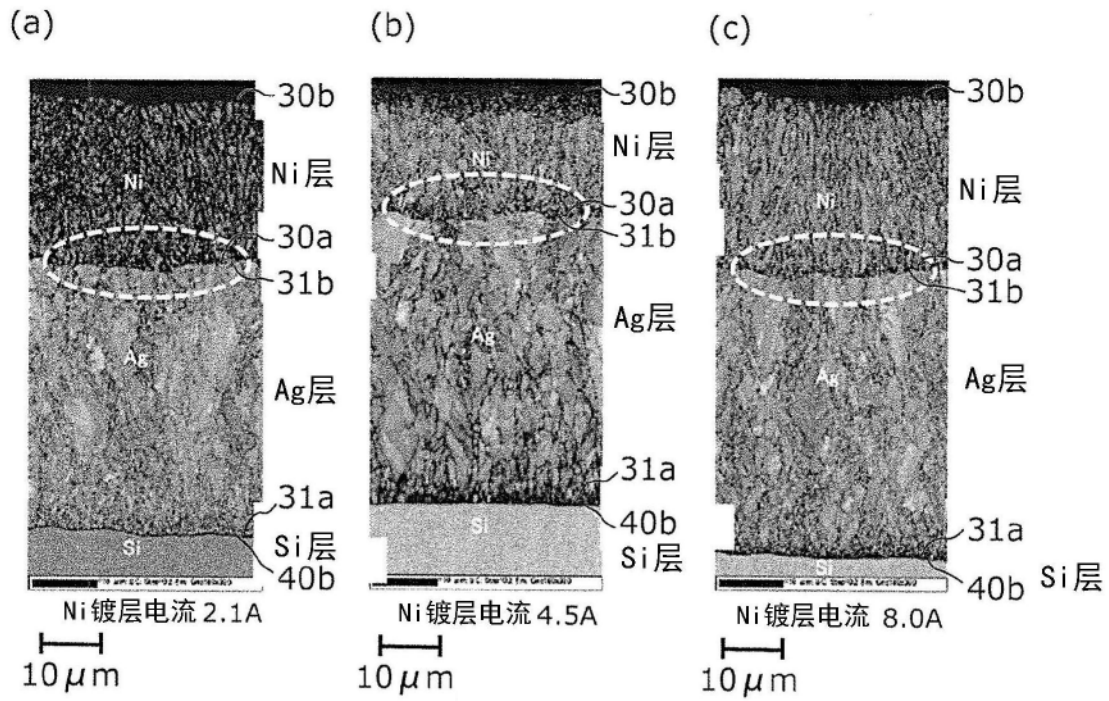 (a)
30b
Ni层
Ni
30a
31b
Ag
Ag层
31a
Si
Si层
40b
Ni镀层电流 2.1A
10μm
(b)
30b
Ni层
Ni
30a
31b
Ag层
Ag
31a
40b
Si
Si层
Ni镀层电流 4.5A
10μm
(c)
30b
Ni层
Ni
30a
31b
Ag
Ag层
31a
Si
40b
Si层
Ni镀层电流 8.0A
10μm